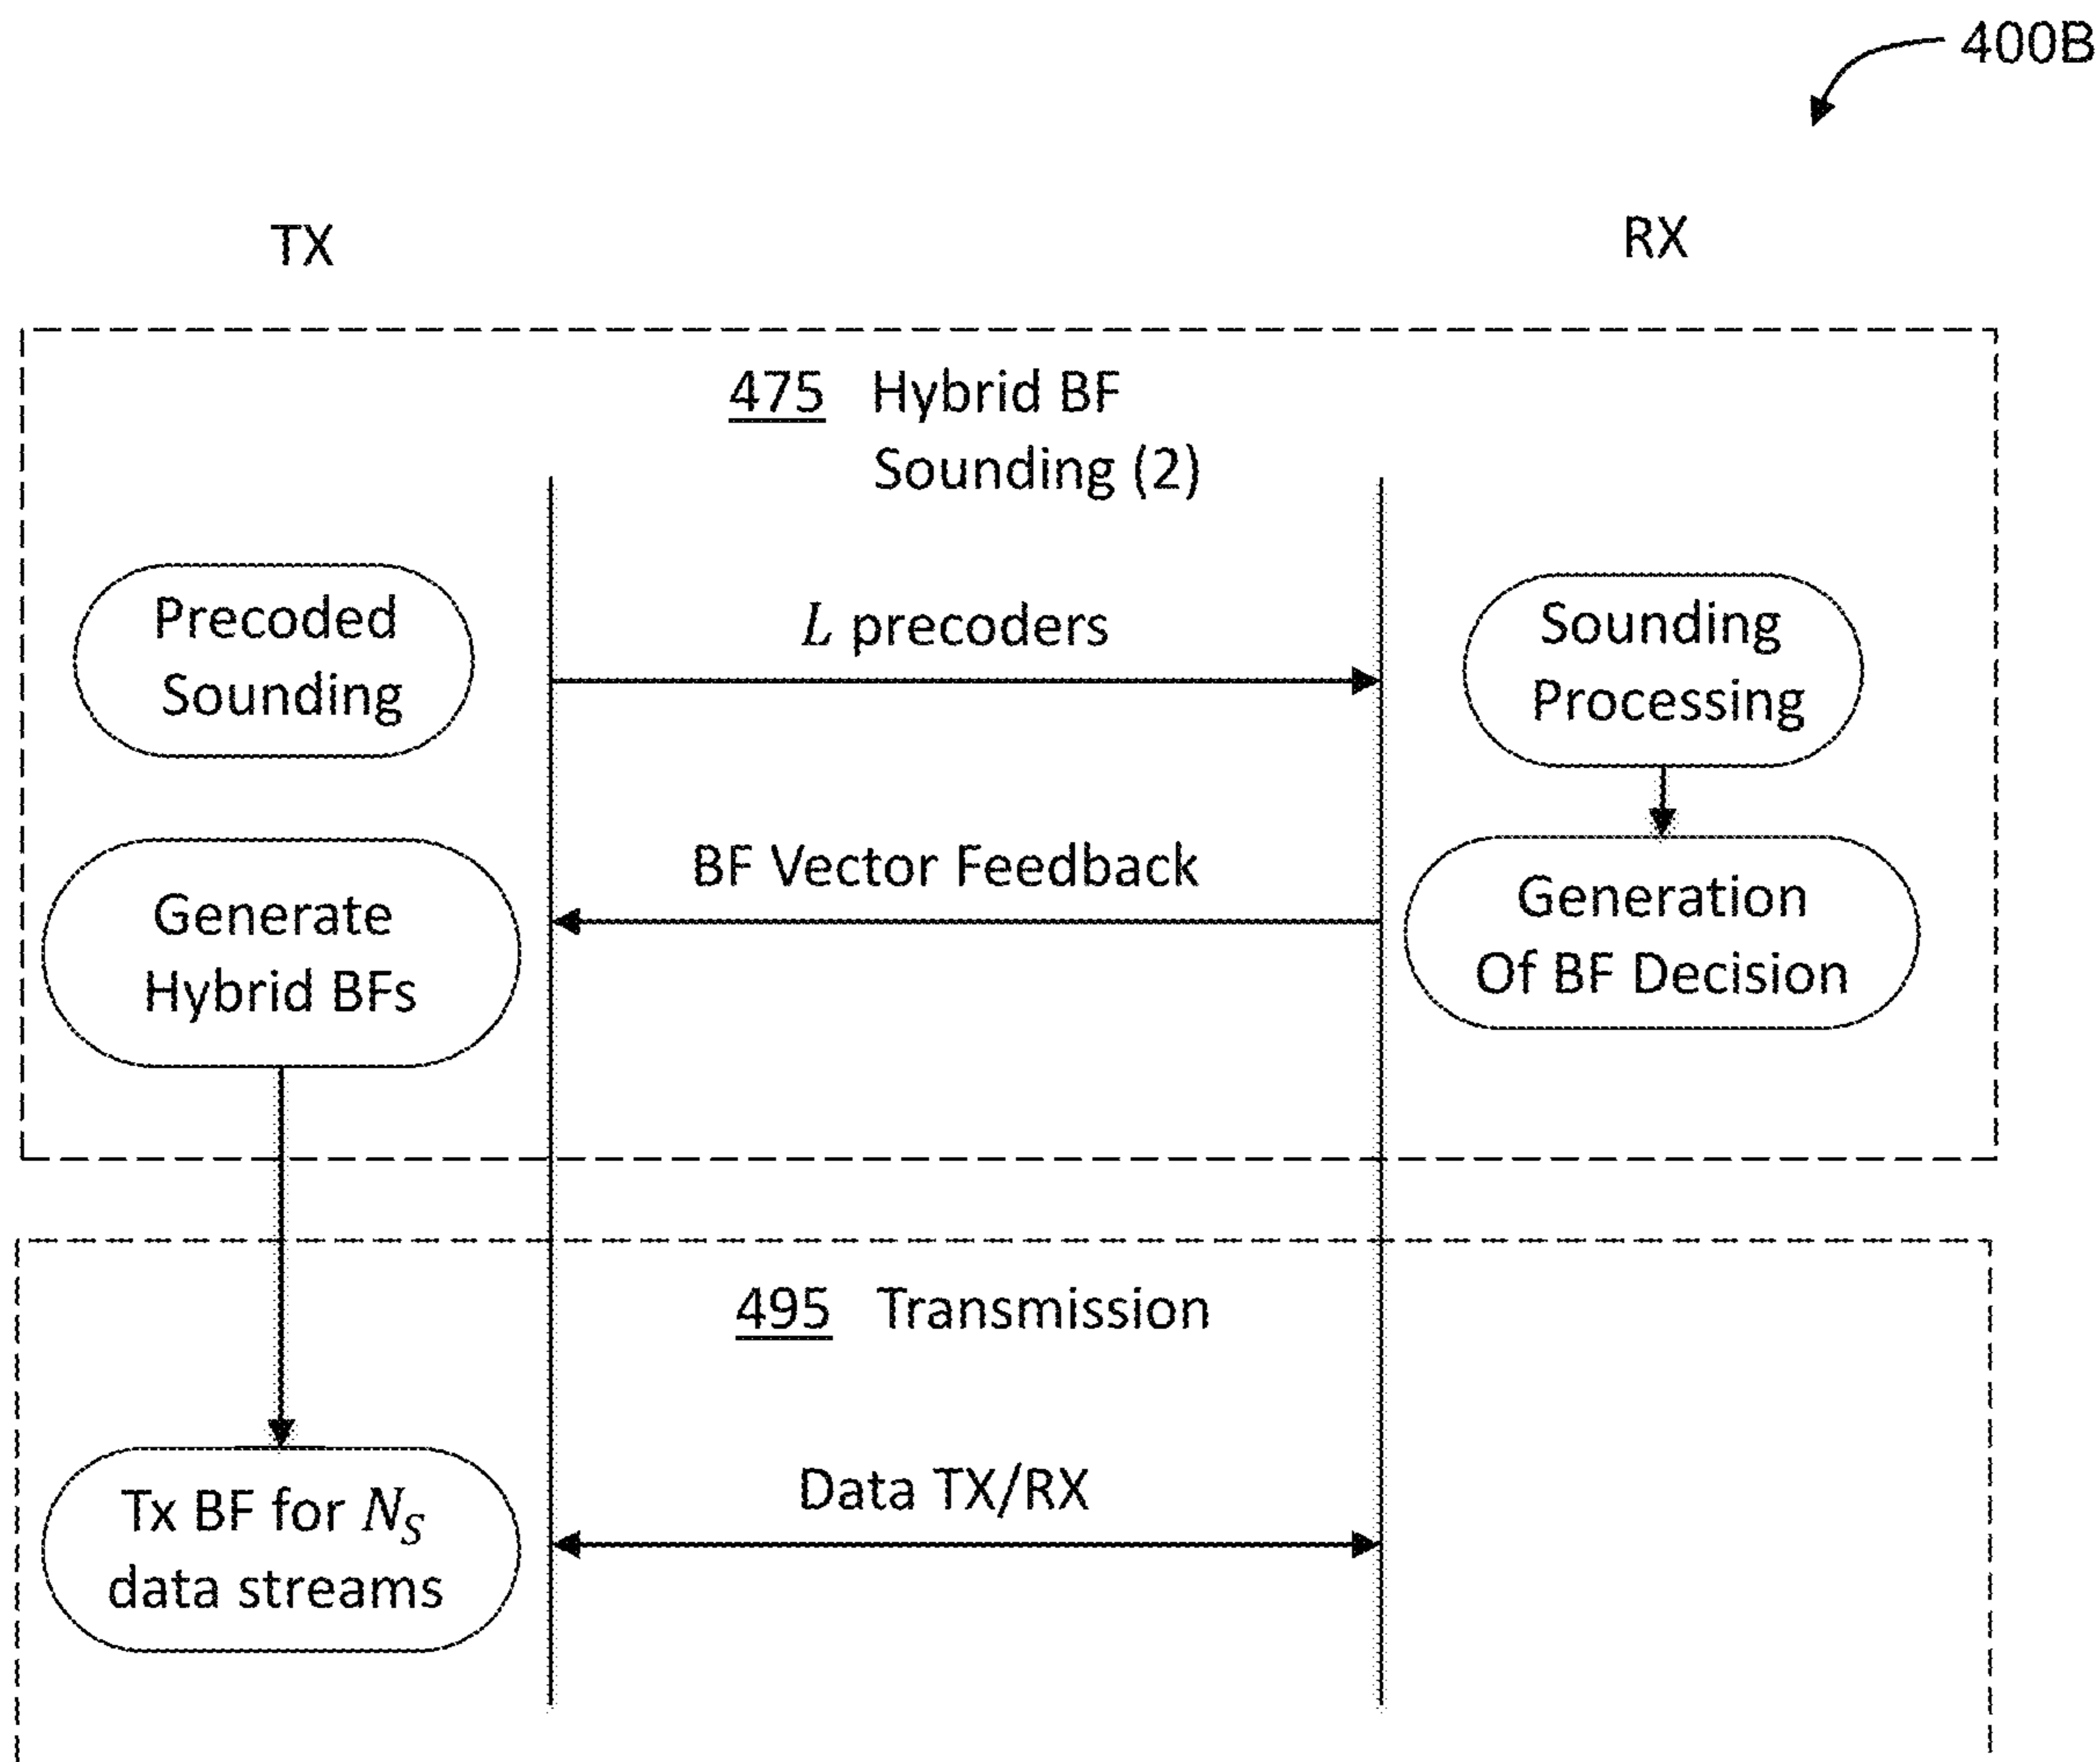 400B
TX
RX
475 Hybrid BF
Sounding (2)
Precoded
Sounding
L precoders
Sounding
Processing
BF Vector Feedback
Generate
Hybrid BFs
Generation
Of BF Decision
495 Transmission
Tx BF for N_S
data streams
Data TX/RX